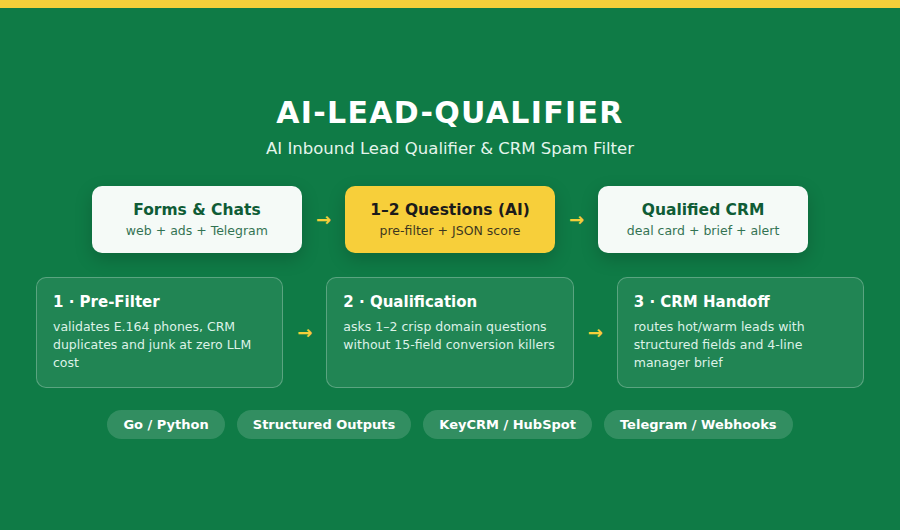 AI-LEAD-QUALIFIER
AI Inbound Lead Qualifier & CRM Spam Filter
Forms & Chats
web + ads + Telegram
→
1–2 Questions (AI)
pre-filter + JSON score
→
Qualified CRM
deal card + brief + alert
1 · Pre-Filter
validates E.164 phones, CRM
duplicates and junk at zero LLM
cost
→
2 · Qualification
asks 1–2 crisp domain questions
without 15-field conversion killers
→
3 · CRM Handoff
routes hot/warm leads with
structured fields and 4-line
manager brief
Go / Python
Structured Outputs
KeyCRM / HubSpot
Telegram / Webhooks